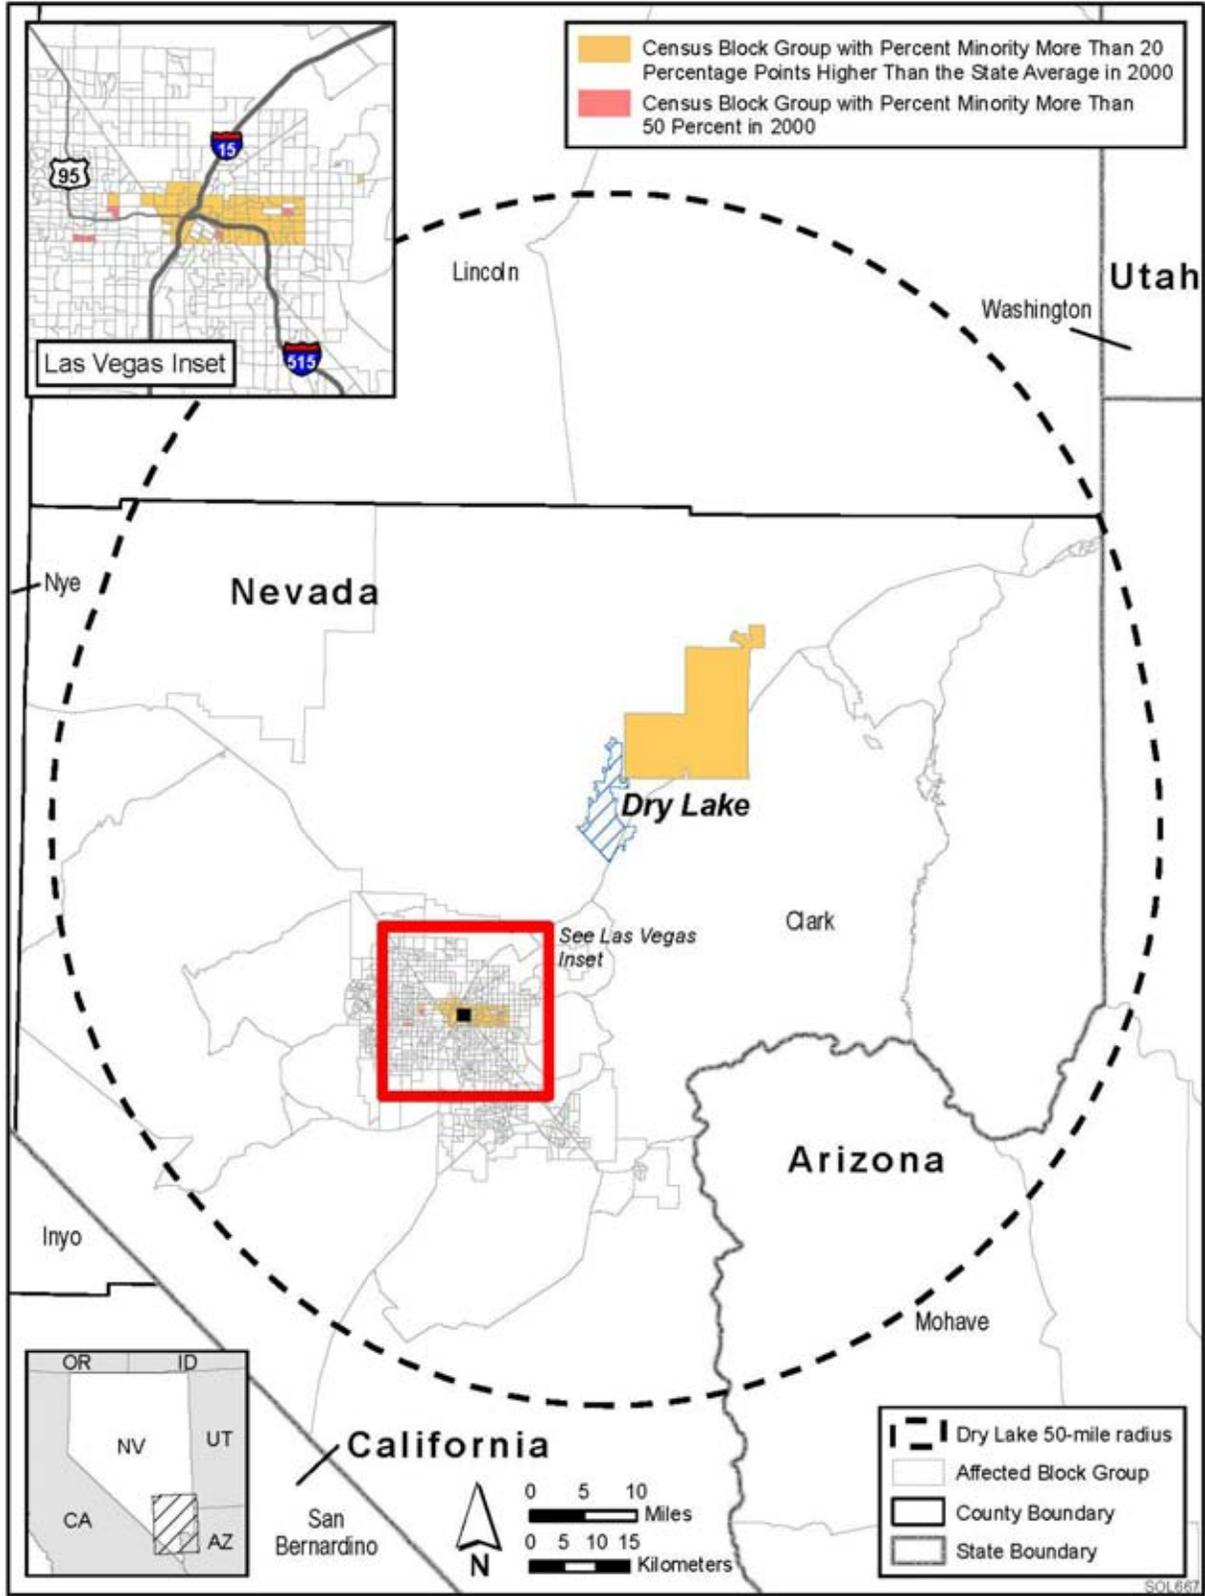 Census Block Group with Percent Minority More Than 20
Percentage Points Higher Than the State Average in 2000
Census Block Group with Percent Minority More Than
50 Percent in 2000
15
95
515
Las Vegas Inset
Lincoln
Utah
Washington
Nye
Nevada
Dry Lake
Clark
See Las Vegas
Inset
Arizona
Inyo
Mohave
OR
ID
NV
UT
CA
AZ
California
San
Bernardino
N
0 5 10
Miles
0 5 10 15
Kilometers
Dry Lake 50-mile radius
Affected Block Group
County Boundary
State Boundary
SOL667